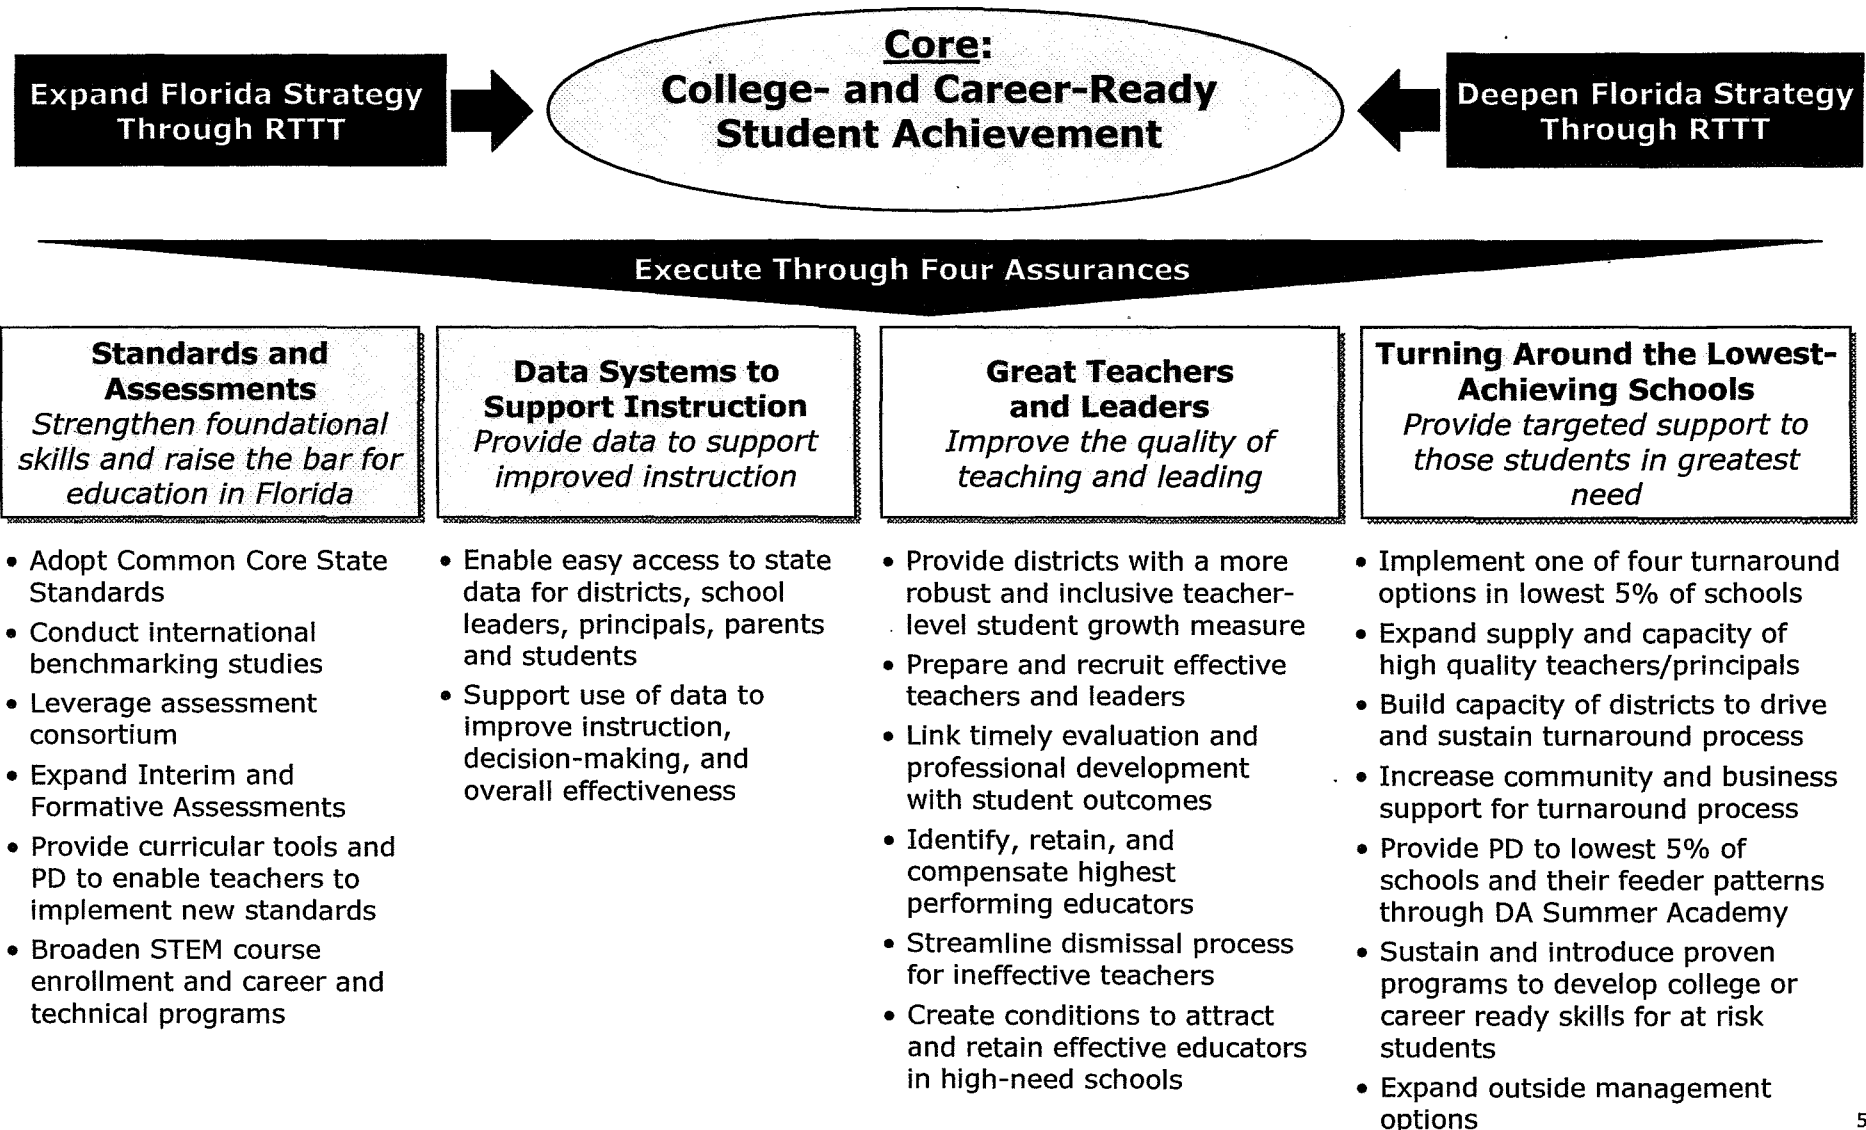 Core:
College- and Career-Ready
Student Achievement
Expand Florida Strategy
Through RTTT
Deepen Florida Strategy
Through RTTT
Execute Through Four Assurances
Standards and
Assessments
Strengthen foundational
skills and raise the bar for
education in Florida
• Adopt Common Core State
Standards
• Conduct international
benchmarking studies
• Leverage assessment
consortium
• Expand Interim and
Formative Assessments
• Provide curricular tools and
PD to enable teachers to
implement new standards
• Broaden STEM course
enrollment and career and
technical programs
Data Systems to
Support Instruction
Provide data to support
improved instruction
• Enable easy access to state
data for districts, school
leaders, principals, parents
and students
• Support use of data to
improve instruction,
decision-making, and
overall effectiveness
Great Teachers
and Leaders
Improve the quality of
teaching and leading
• Provide districts with a more
robust and inclusive teacher-
level student growth measure
• Prepare and recruit effective
teachers and leaders
• Link timely evaluation and
professional development
with student outcomes
• Identify, retain, and
compensate highest
performing educators
• Streamline dismissal process
for ineffective teachers
• Create conditions to attract
and retain effective educators
in high-need schools
Turning Around the Lowest-
Achieving Schools
Provide targeted support to
those students in greatest
need
• Implement one of four turnaround
options in lowest 5% of schools
• Expand supply and capacity of
high quality teachers/principals
• Build capacity of districts to drive
and sustain turnaround process
• Increase community and business
support for turnaround process
• Provide PD to lowest 5% of
schools and their feeder patterns
through DA Summer Academy
• Sustain and introduce proven
programs to develop college or
career ready skills for at risk
students
• Expand outside management
options
5